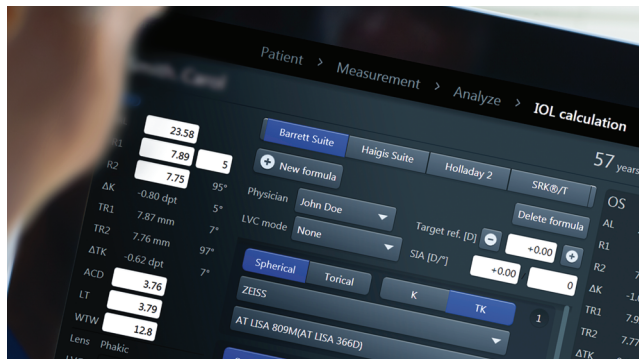 Patient > Measurement > Analyze > IOL calculation
57 years
Barrett Suite Haigis Suite Holladay 2 SRK®/T
New formula Delete formula
Physician John Doe
LVC mode None
Target ref. [D] +0.00
SIA [D/°] +0.00 0
Spherical Torical K TK 1
ZEISS
AT LISA 809M(AT LISA 366D)
23.58
R1 7.89 5
R2 7.75 95°
ΔK -0.80 dpt 5°
TR1 7.87 mm 7°
TR2 7.76 mm 97°
ΔTK -0.62 dpt 7°
ACD 3.76
LT 3.79
WTW 12.8
Lens Phakic
OS
AL
R1
R2
ΔK
TR1
TR2
ΔTK